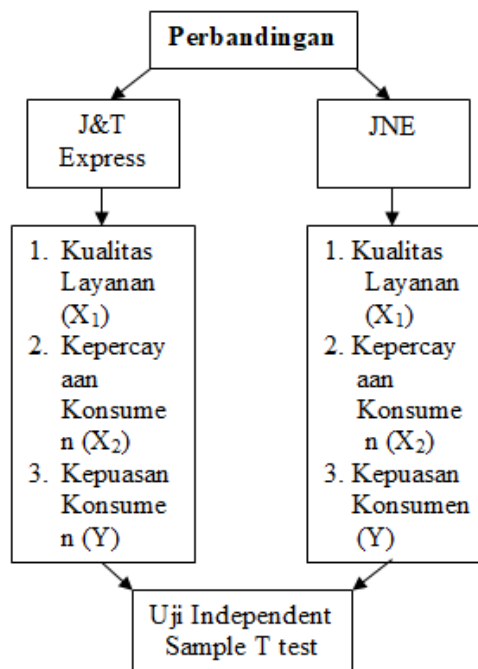 Perbandingan
J&T
Express
JNE
1. Kualitas
Layanan
(X₁)
2. Kepercay
aan
Konsume
n (X₂)
3. Kepuasan
Konsume
n (Y)
1. Kualitas
Layanan
(X₁)
2. Kepercay
aan
Konsume
n (X₂)
3. Kepuasan
Konsumen
(Y)
Uji Independent
Sample T test